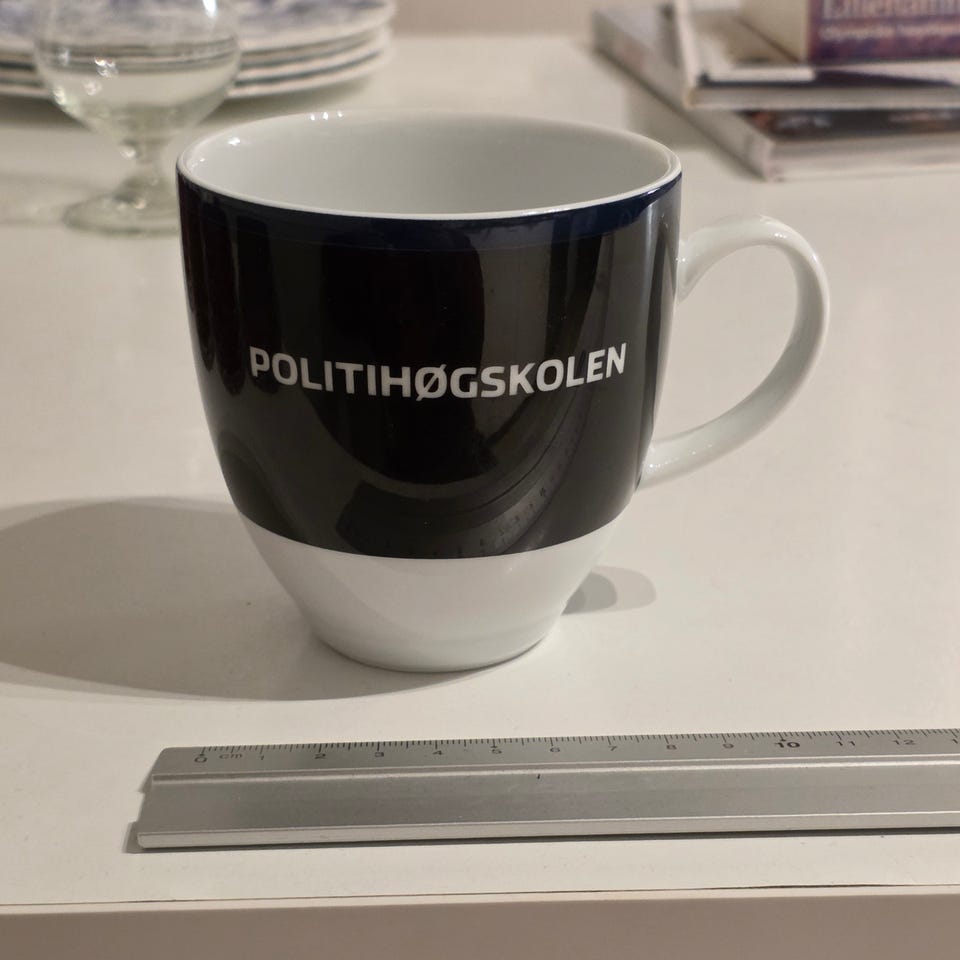 POLITIHØGSKOLEN
0 cm 1 2 3 4 5 6 7 8 9 10 11 12